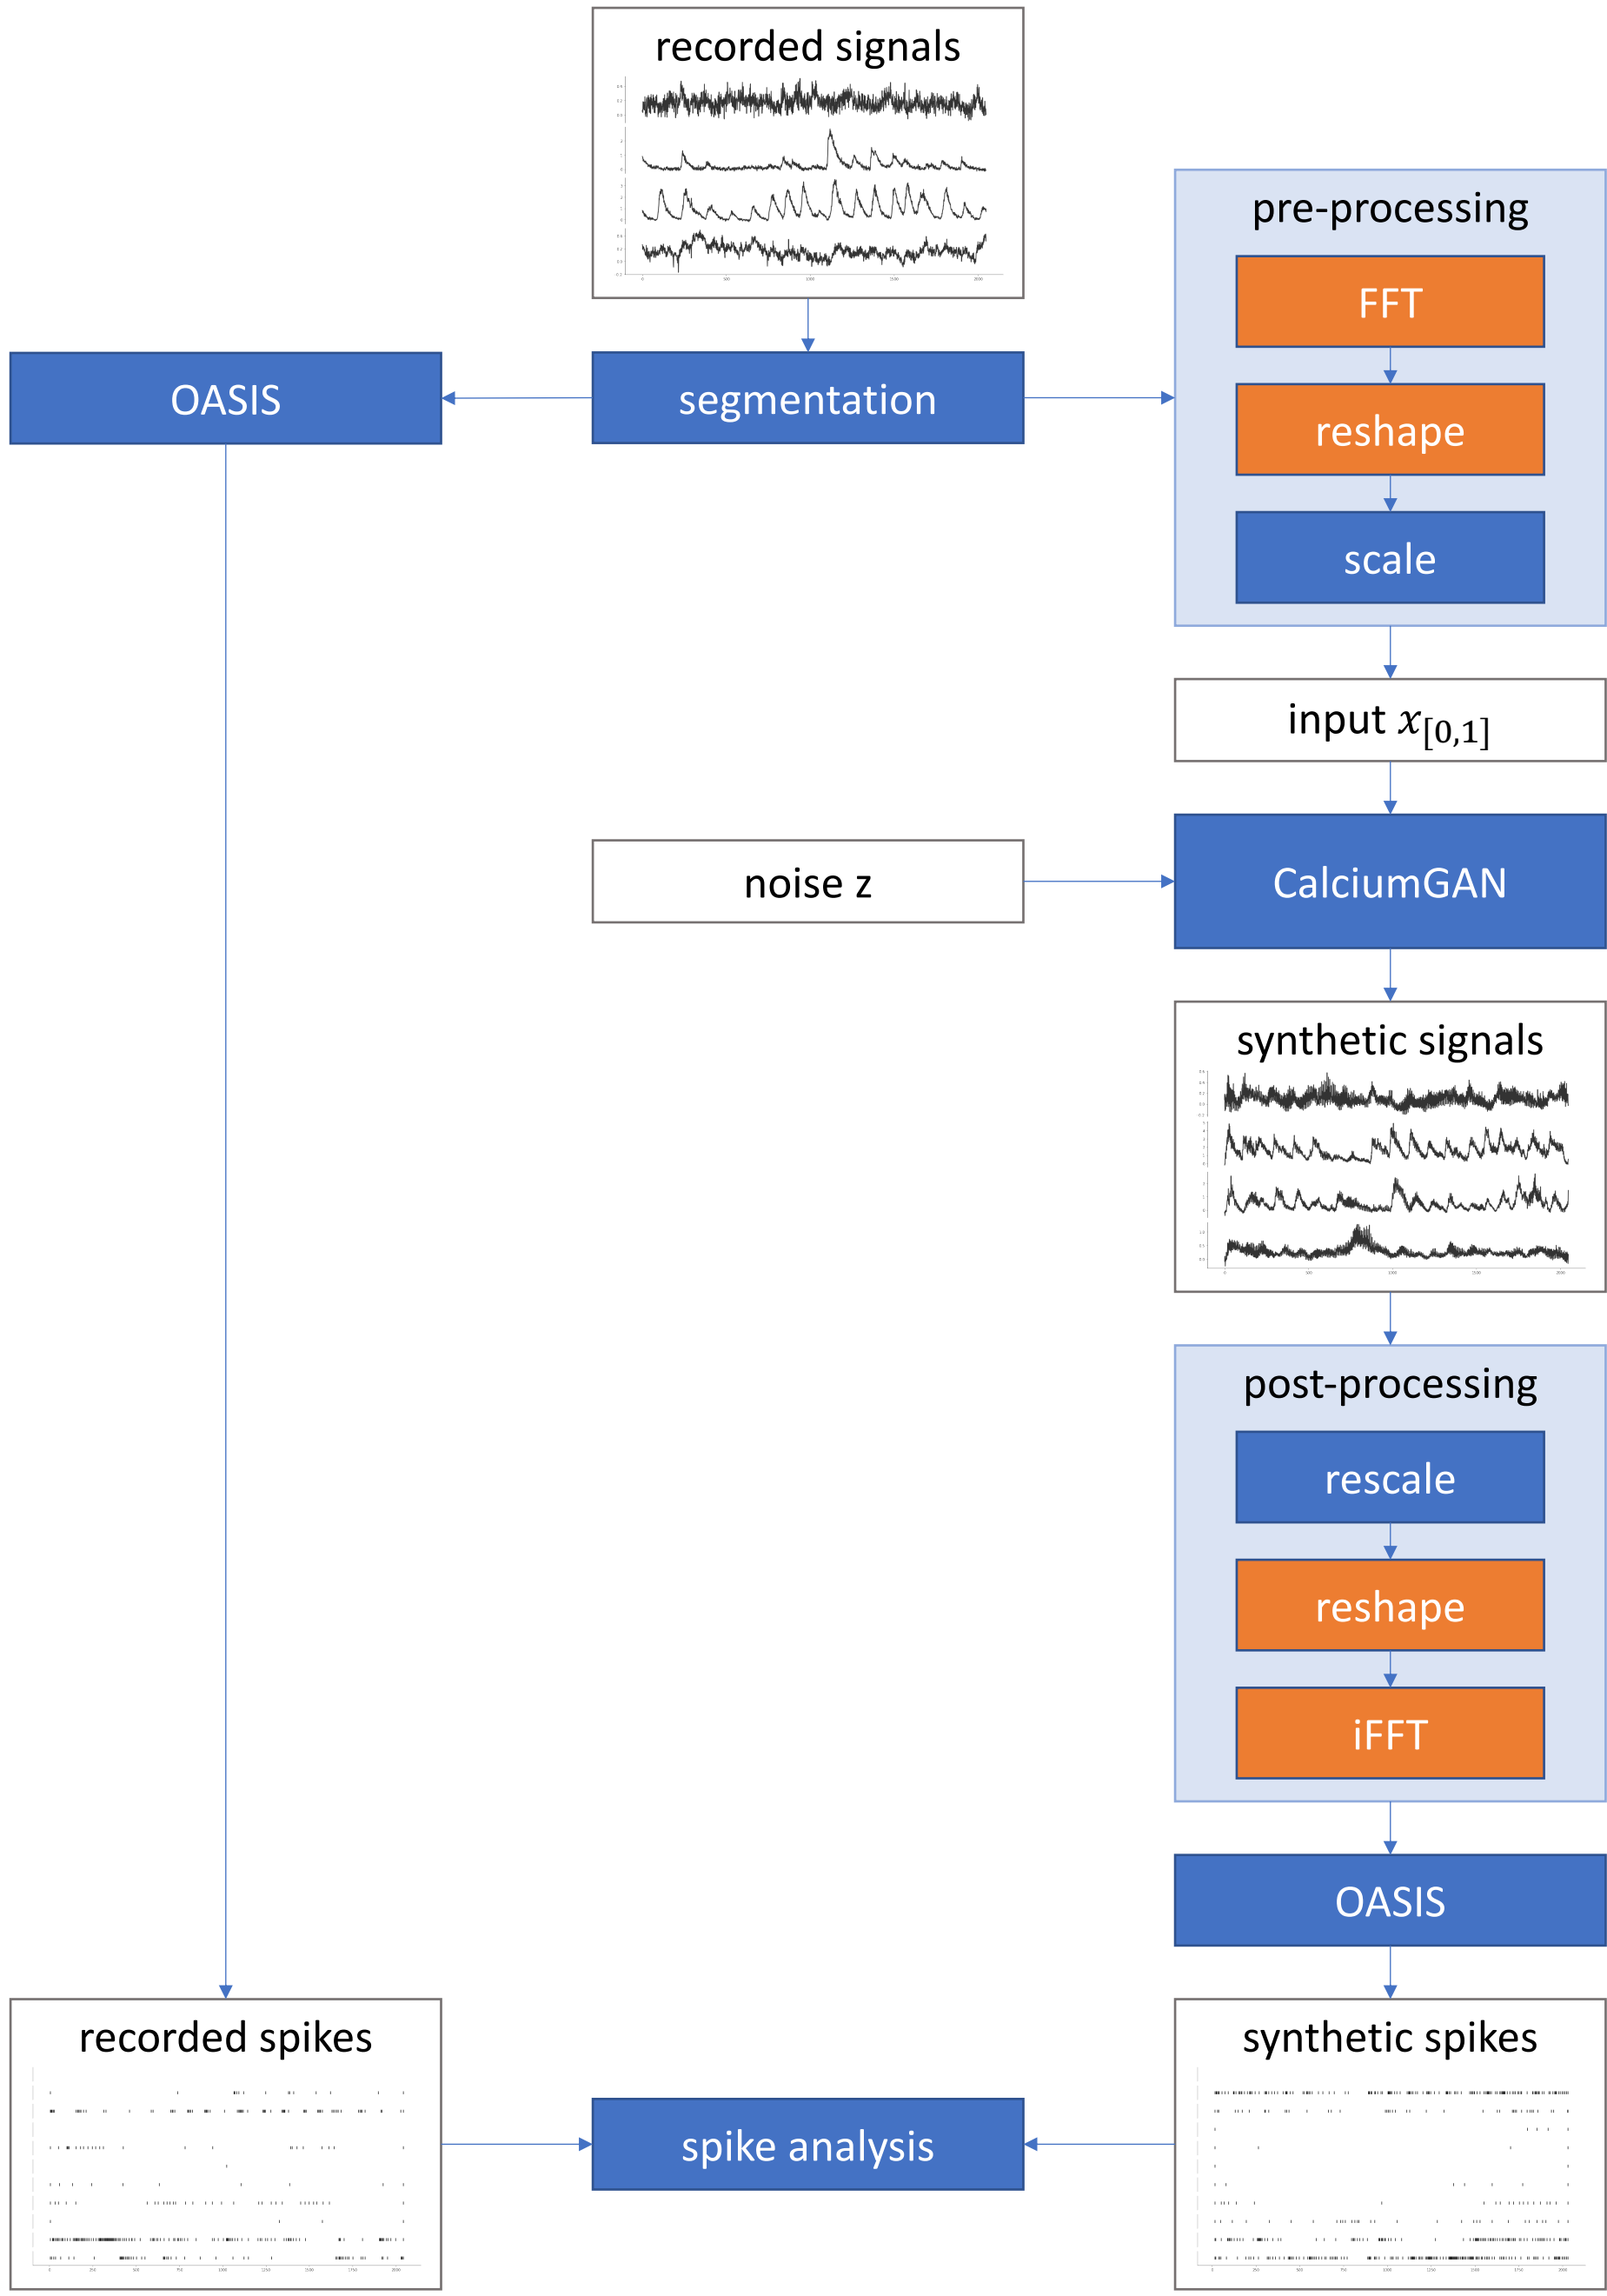 recorded signals
pre-processing
FFT
OASIS
segmentation
reshape
scale
input x[0,1]
noise z
CalciumGAN
synthetic signals
post-processing
rescale
reshape
iFFT
OASIS
recorded spikes
synthetic spikes
spike analysis